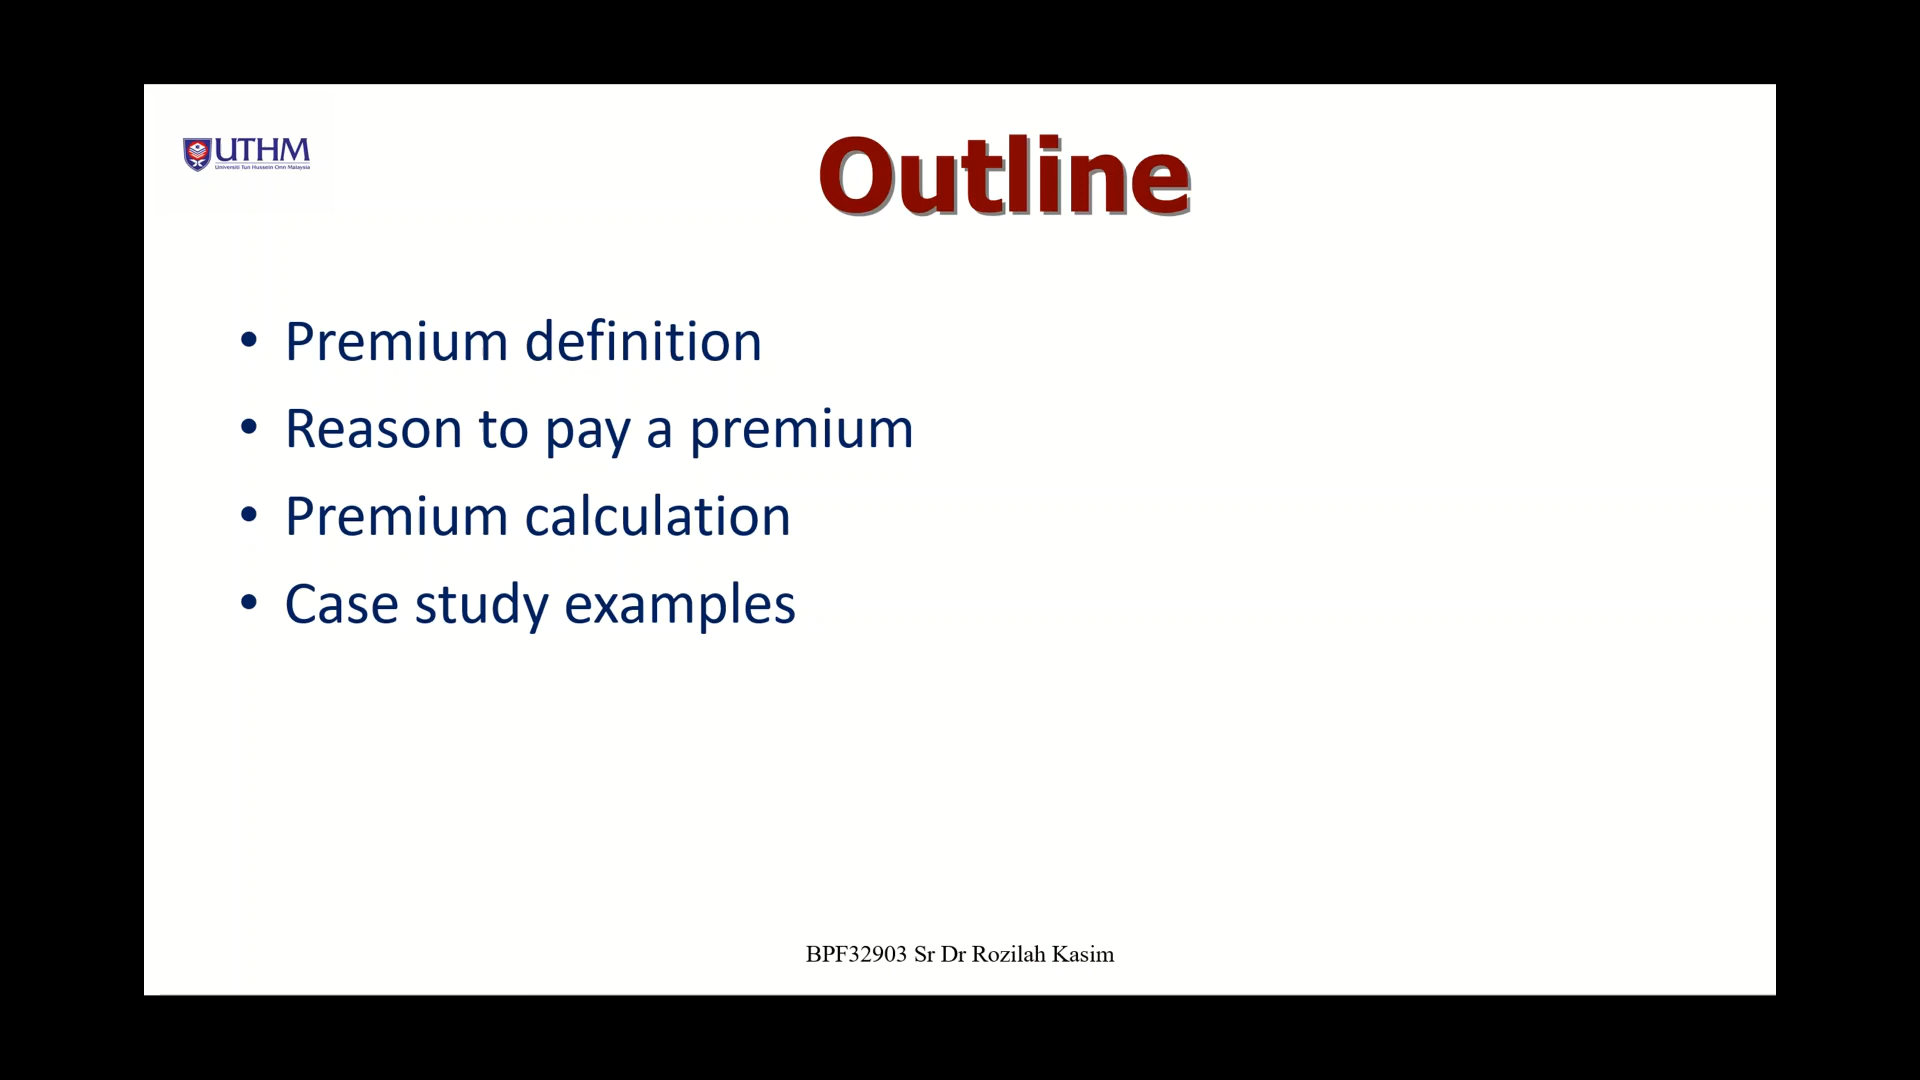 UTHM
Universiti Tun Hussein Onn Malaysia
Outline
• Premium definition
• Reason to pay a premium
• Premium calculation
• Case study examples
BPF32903 Sr Dr Rozilah Kasim